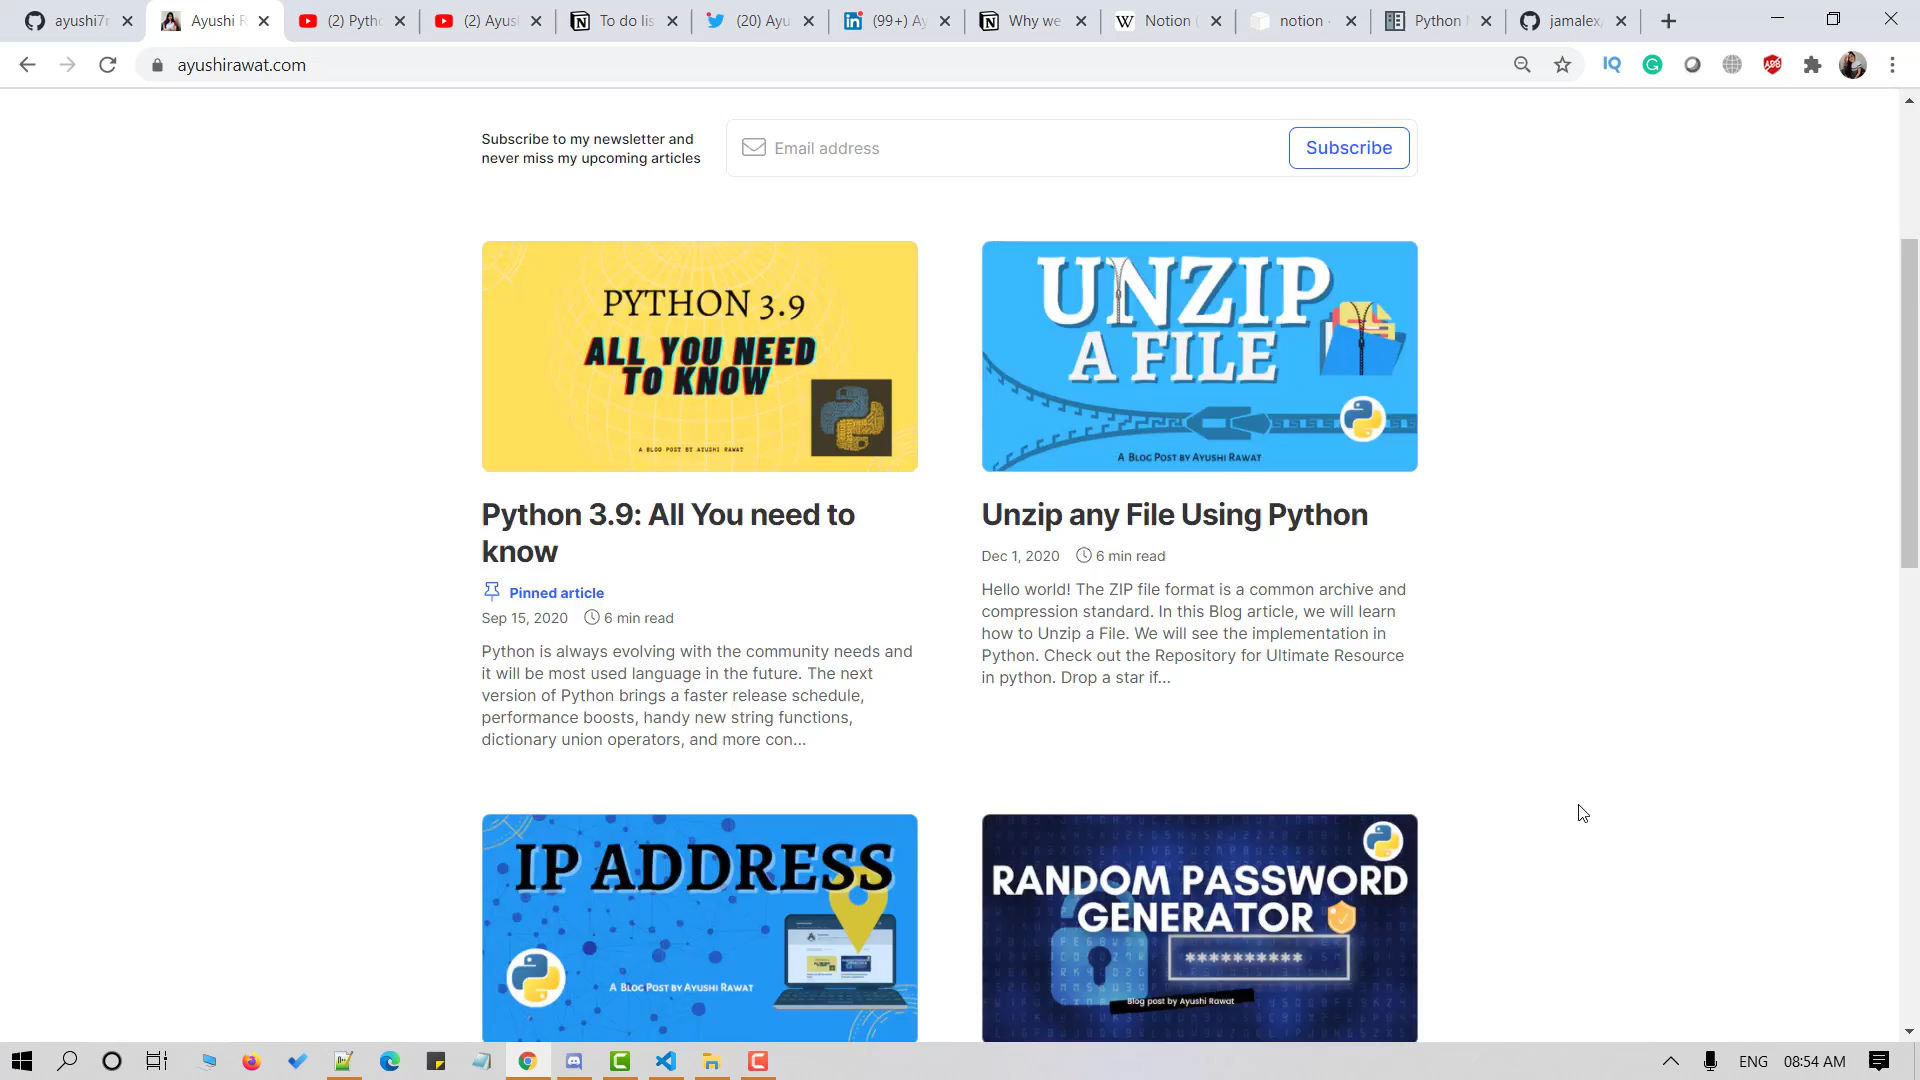 ayushi7r
Ayushi R
(2) Pytho
(2) Ayush
To do lis
(20) Ayu
(99+) Ay
Why we
Notion (
notion ·
Python
jamalex/
ayushirawat.com
Subscribe to my newsletter and
never miss my upcoming articles
Email address
Subscribe
PYTHON 3.9
ALL YOU NEED
TO KNOW
A BLOG POST BY AYUSHI RAWAT
UNZIP
A FILE
A BLOG POST BY AYUSHI RAWAT
Python 3.9: All You need to
know
Pinned article
Sep 15, 2020 6 min read
Python is always evolving with the community needs and
it will be most used language in the future. The next
version of Python brings a faster release schedule,
performance boosts, handy new string functions,
dictionary union operators, and more con...
Unzip any File Using Python
Dec 1, 2020 6 min read
Hello world! The ZIP file format is a common archive and
compression standard. In this Blog article, we will learn
how to Unzip a File. We will see the implementation in
Python. Check out the Repository for Ultimate Resource
in python. Drop a star if...
IP ADDRESS
A BLOG POST BY AYUSHI RAWAT
RANDOM PASSWORD
GENERATOR
**********
Blog post by Ayushi Rawat
ENG 08:54 AM